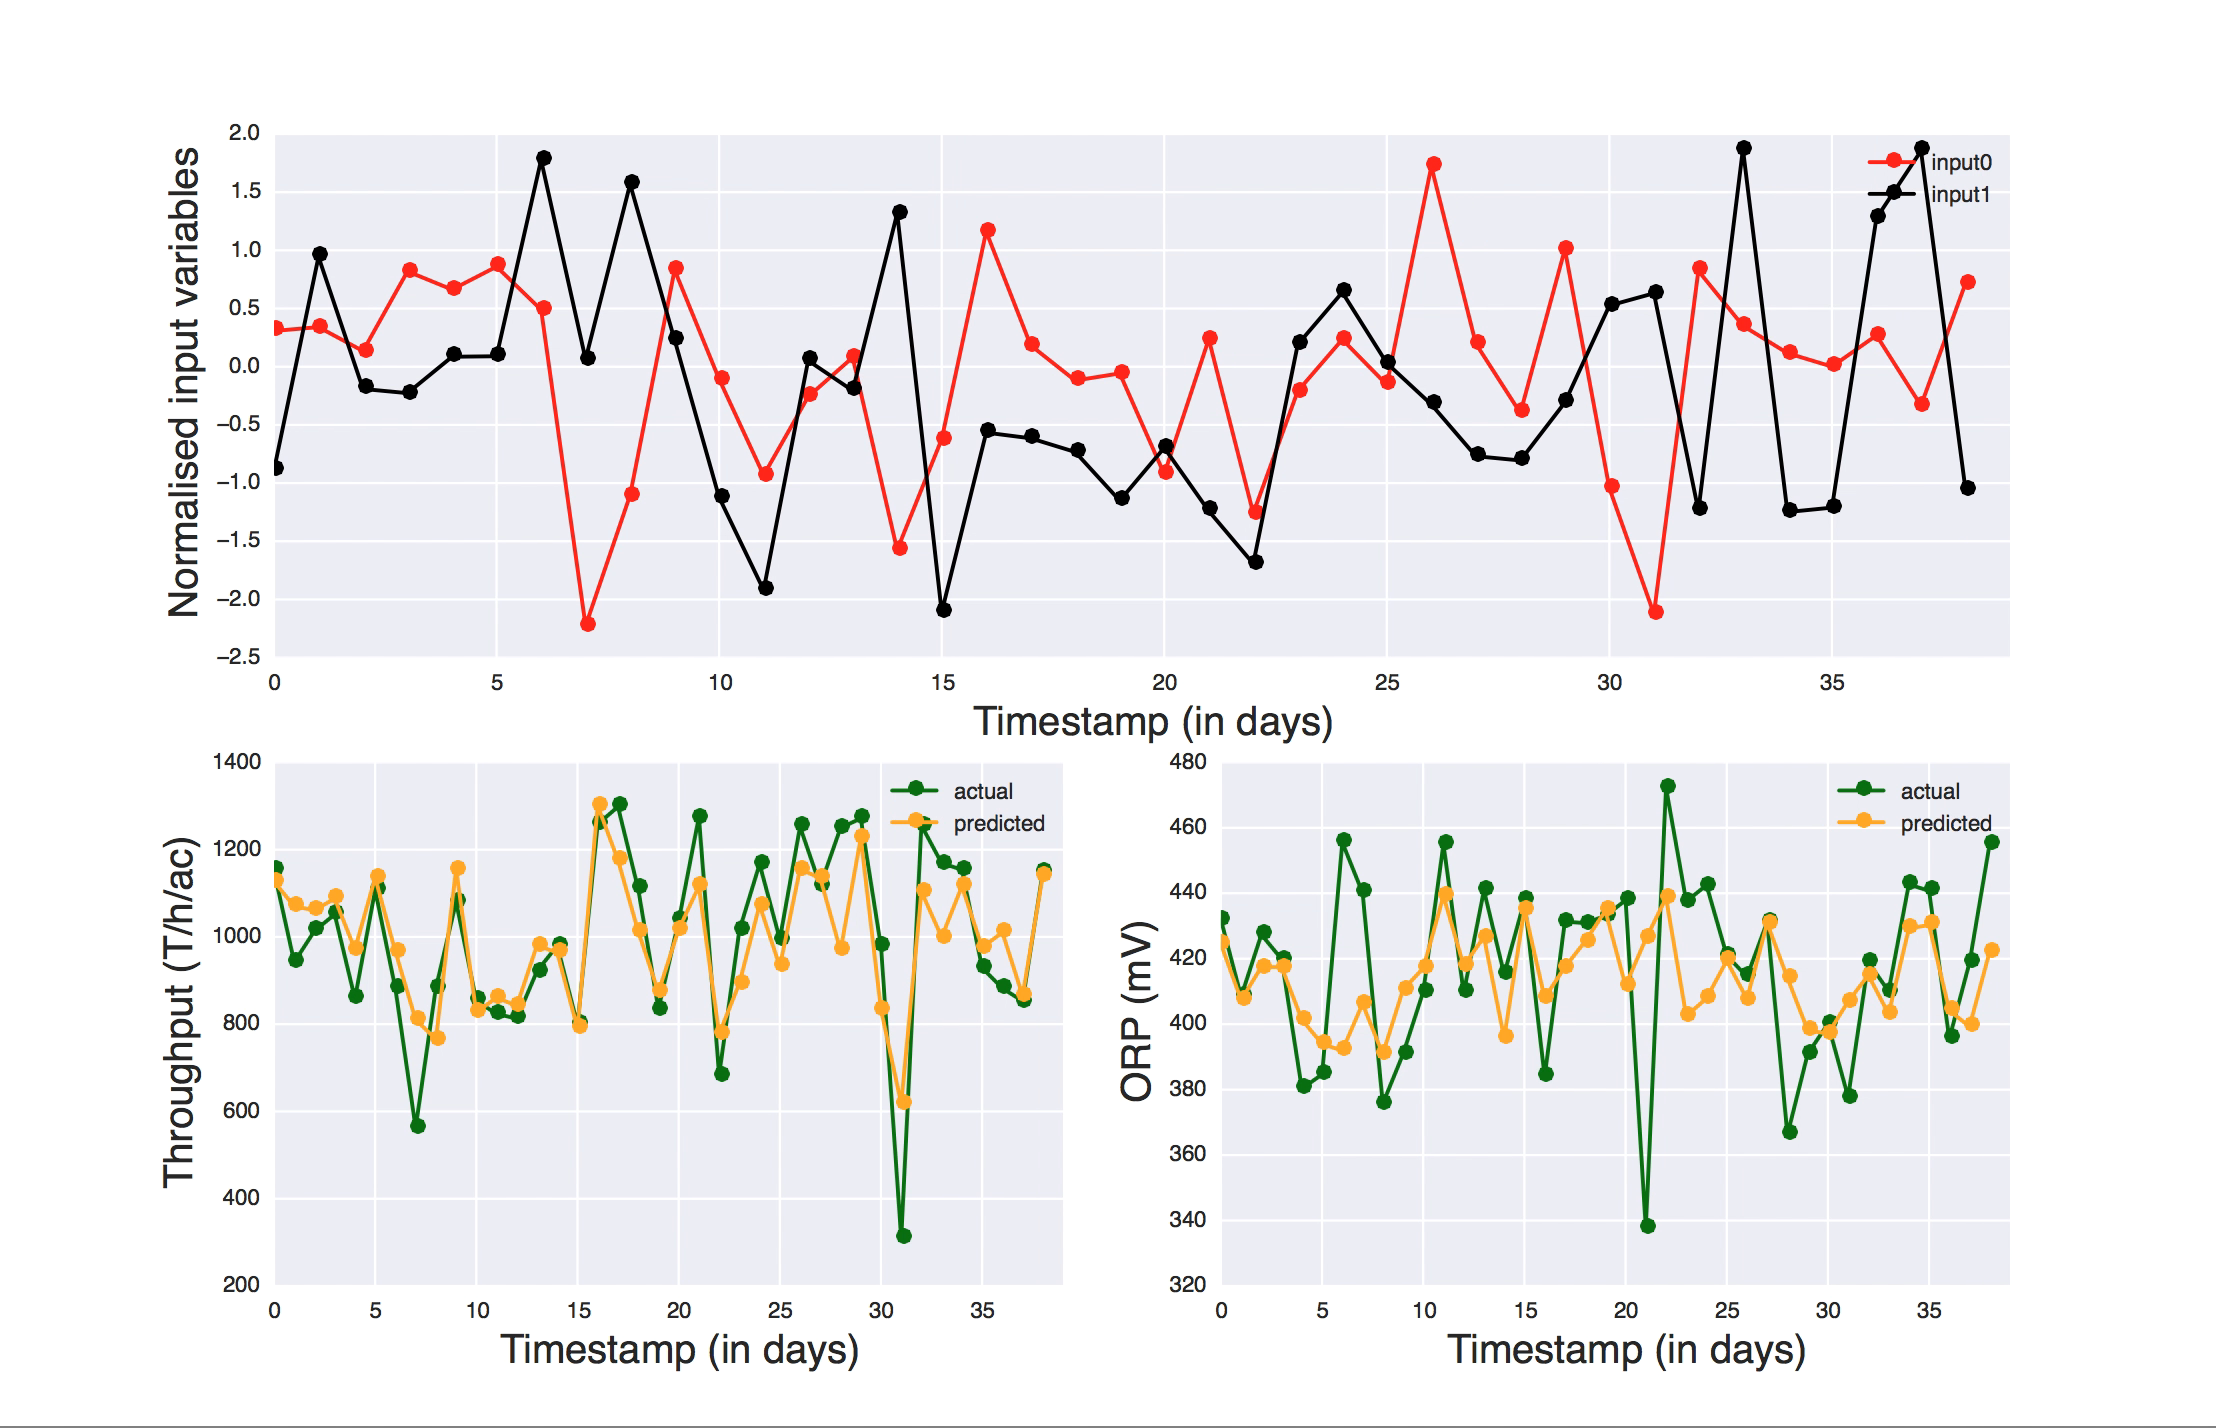 Normalised input variables
2.0
1.5
1.0
0.5
0.0
−0.5
−1.0
−1.5
−2.0
−2.5
input0
input1
0 5 10 15 20 25 30 35
Timestamp (in days)
Throughput (T/h/ac)
1400
1200
1000
800
600
400
200
actual
predicted
0 5 10 15 20 25 30 35
Timestamp (in days)
ORP (mV)
480
460
440
420
400
380
360
340
320
actual
predicted
0 5 10 15 20 25 30 35
Timestamp (in days)